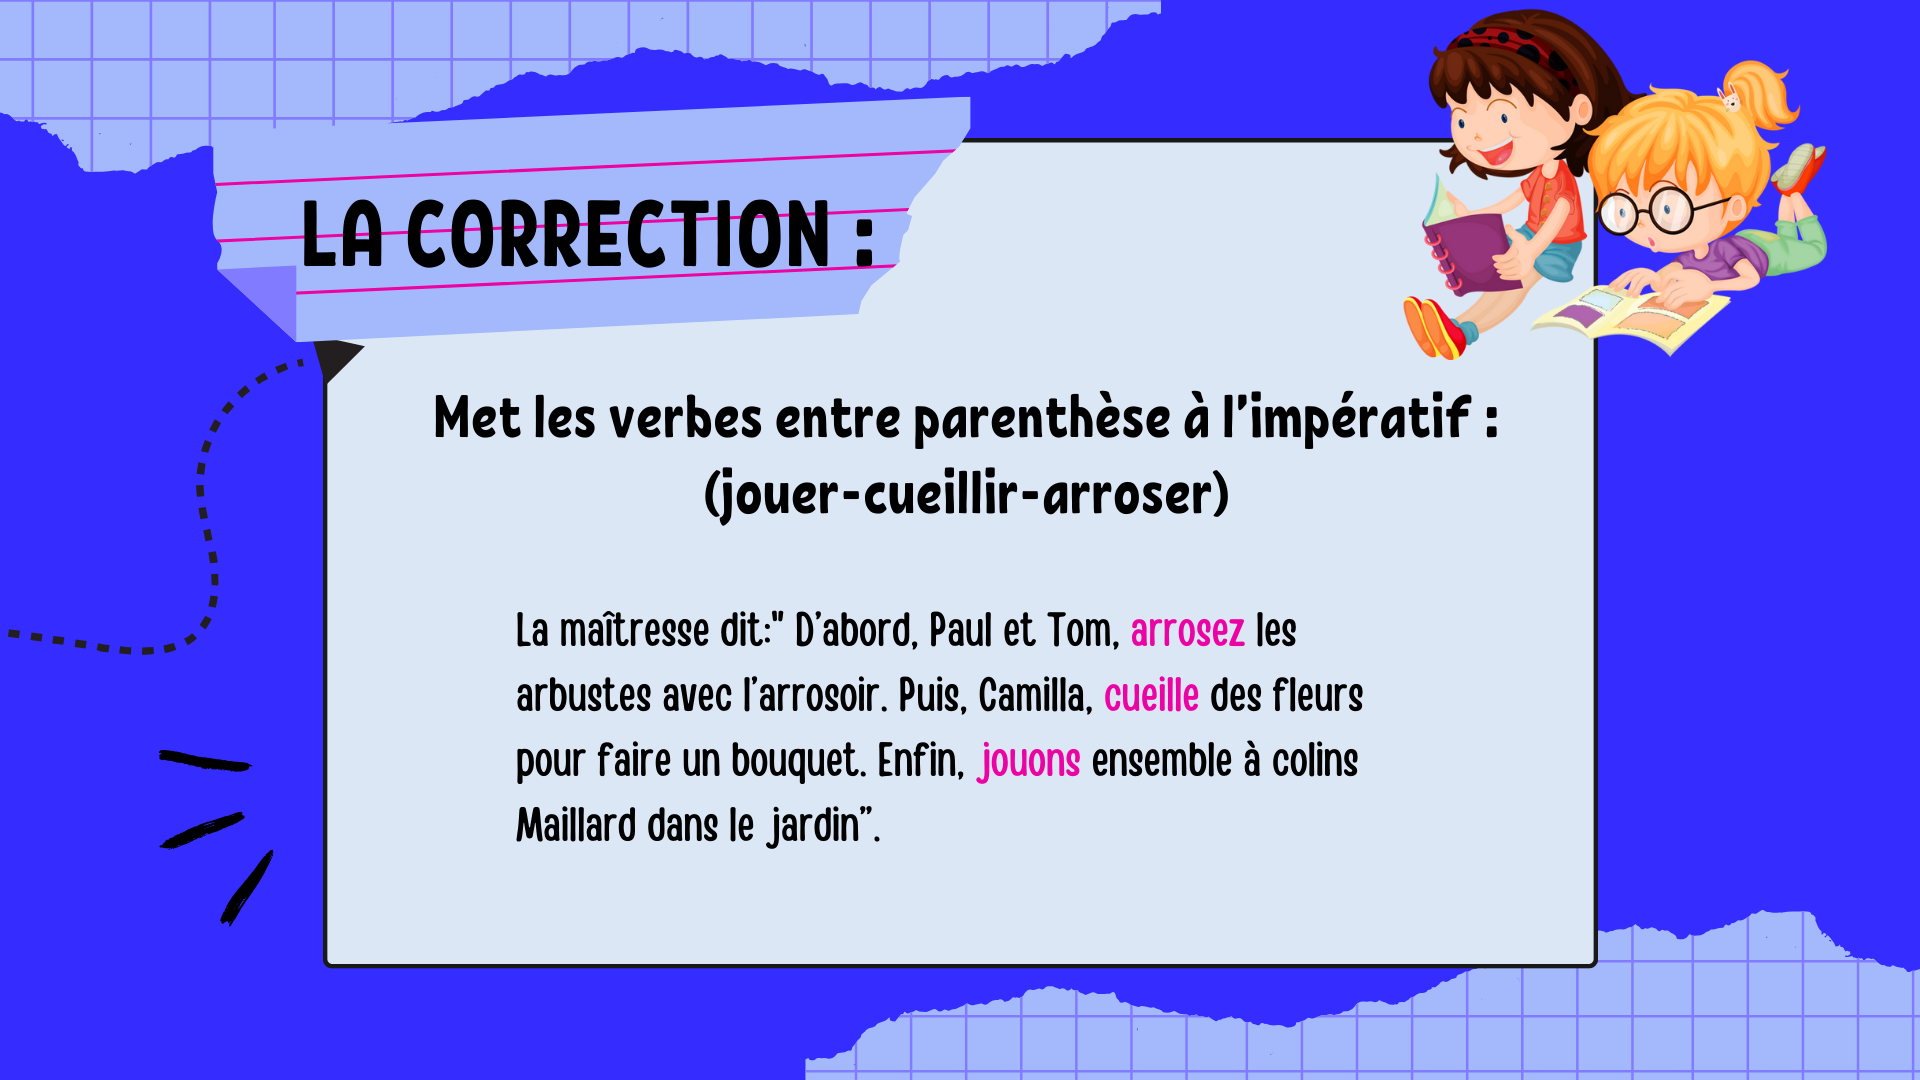 LA CORRECTION :
Met les verbes entre parenthèse à l'impératif :
(jouer-cueillir-arroser)
La maîtresse dit:" D'abord, Paul et Tom, arrosez les
arbustes avec l'arrosoir. Puis, Camilla, cueille des fleurs
pour faire un bouquet. Enfin, jouons ensemble à colins
Maillard dans le jardin”.